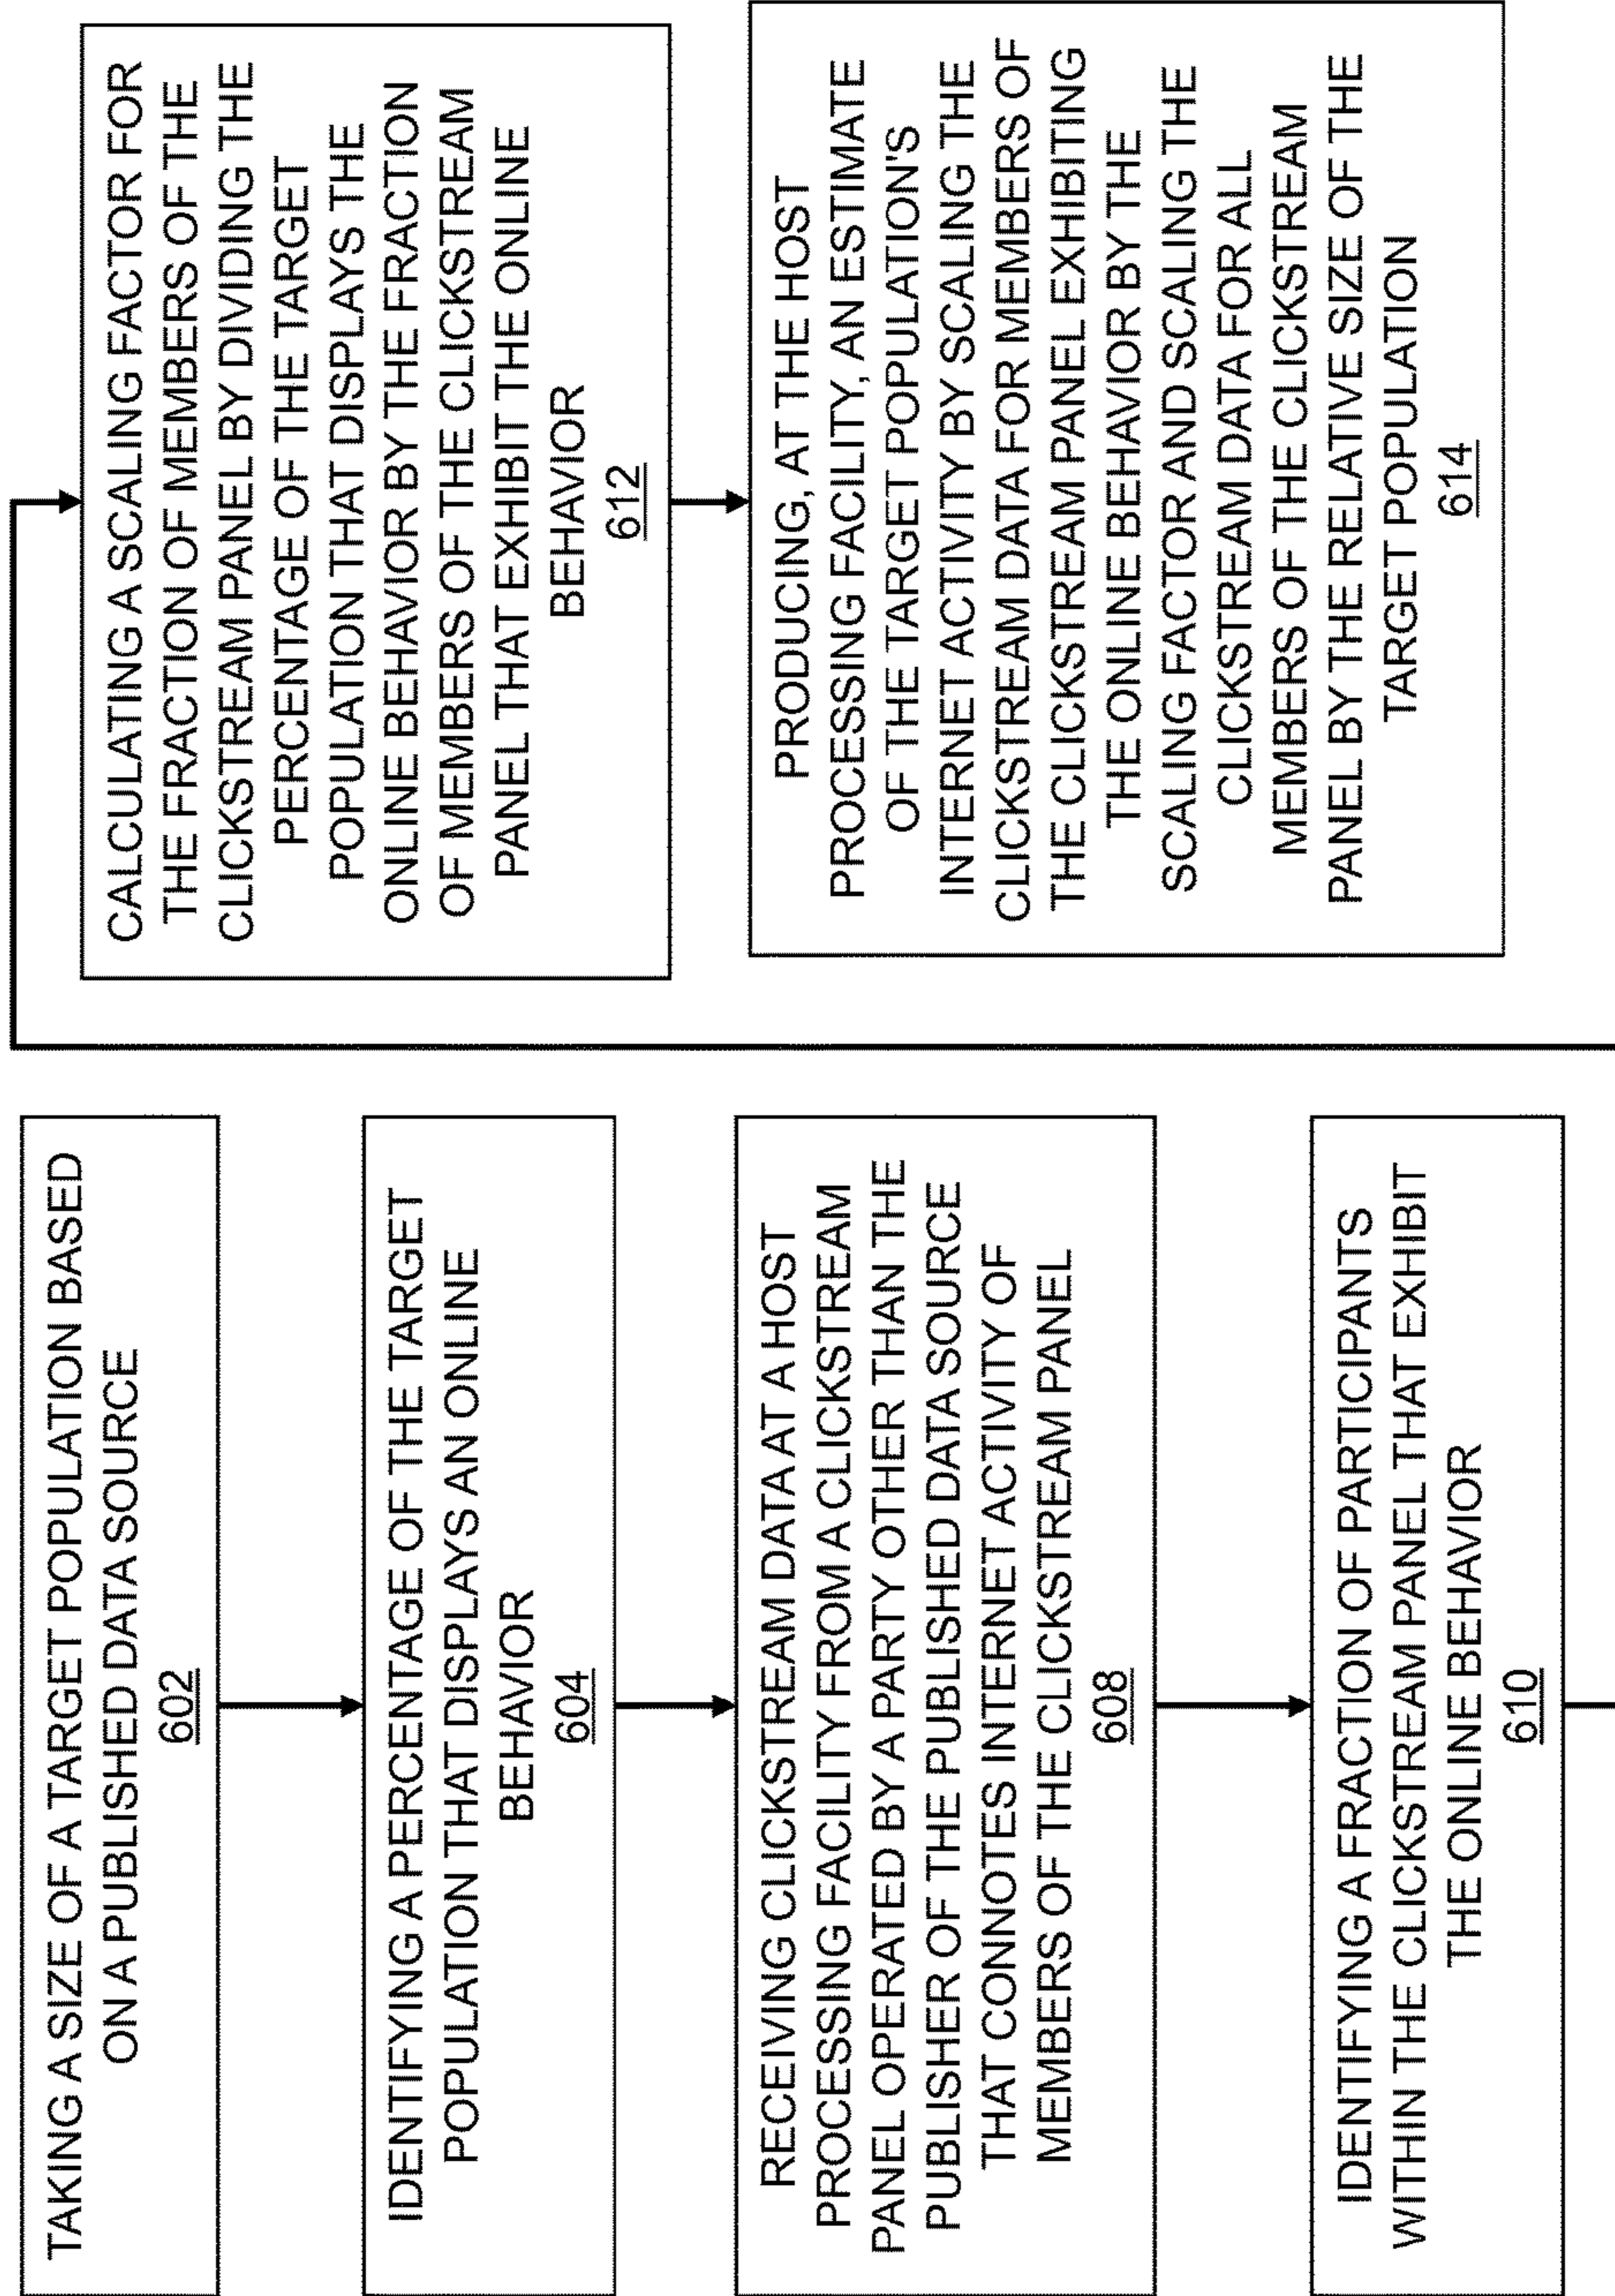 TAKING A SIZE OF A TARGET POPULATION BASED
ON A PUBLISHED DATA SOURCE
602
IDENTIFYING A PERCENTAGE OF THE TARGET
POPULATION THAT DISPLAYS AN ONLINE
BEHAVIOR
604
RECEIVING CLICKSTREAM DATA AT A HOST
PROCESSING FACILITY FROM A CLICKSTREAM
PANEL OPERATED BY A PARTY OTHER THAN THE
PUBLISHER OF THE PUBLISHED DATA SOURCE
THAT CONNOTES INTERNET ACTIVITY OF
MEMBERS OF THE CLICKSTREAM PANEL
608
IDENTIFYING A FRACTION OF PARTICIPANTS
WITHIN THE CLICKSTREAM PANEL THAT EXHIBIT
THE ONLINE BEHAVIOR
610
CALCULATING A SCALING FACTOR FOR
THE FRACTION OF MEMBERS OF THE
CLICKSTREAM PANEL BY DIVIDING THE
PERCENTAGE OF THE TARGET
POPULATION THAT DISPLAYS THE
ONLINE BEHAVIOR BY THE FRACTION
OF MEMBERS OF THE CLICKSTREAM
PANEL THAT EXHIBIT THE ONLINE
BEHAVIOR
612
PRODUCING, AT THE HOST
PROCESSING FACILITY, AN ESTIMATE
OF THE TARGET POPULATION'S
INTERNET ACTIVITY BY SCALING THE
CLICKSTREAM DATA FOR MEMBERS OF
THE CLICKSTREAM PANEL EXHIBITING
THE ONLINE BEHAVIOR BY THE
SCALING FACTOR AND SCALING THE
CLICKSTREAM DATA FOR ALL
MEMBERS OF THE CLICKSTREAM
PANEL BY THE RELATIVE SIZE OF THE
TARGET POPULATION
614